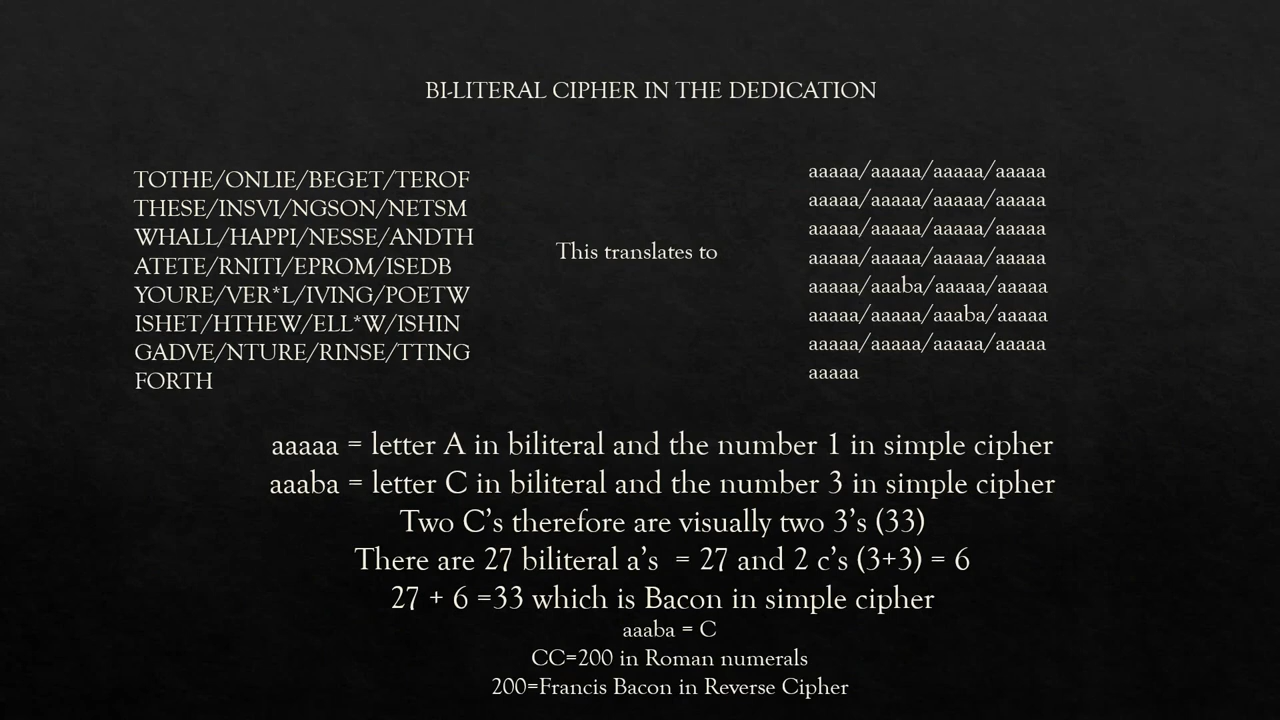 BI-LITERAL CIPHER IN THE DEDICATION
TOTHE/ONLIE/BEGET/TEROF
THESE/INSVI/NGSON/NETSM
WHALL/HAPPI/NESSE/ANDTH
ATETE/RNITI/EPROM/ISEDB
YOURE/VER*L/IVING/POETW
ISHET/HTHEW/ELL*W/ISHIN
GADVE/NTURE/RINSE/TTING
FORTH
This translates to
aaaaa/aaaaa/aaaaa/aaaaa
aaaaa/aaaaa/aaaaa/aaaaa
aaaaa/aaaaa/aaaaa/aaaaa
aaaaa/aaaaa/aaaaa/aaaaa
aaaaa/aaaba/aaaaa/aaaaa
aaaaa/aaaaa/aaaba/aaaaa
aaaaa/aaaaa/aaaaa/aaaaa
aaaaa
aaaaa = letter A in biliteral and the number 1 in simple cipher
aaaba = letter C in biliteral and the number 3 in simple cipher
Two C's therefore are visually two 3's (33)
There are 27 biliteral a's = 27 and 2 c's (3+3) = 6
27 + 6 =33 which is Bacon in simple cipher
aaaba = C
CC=200 in Roman numerals
200=Francis Bacon in Reverse Cipher